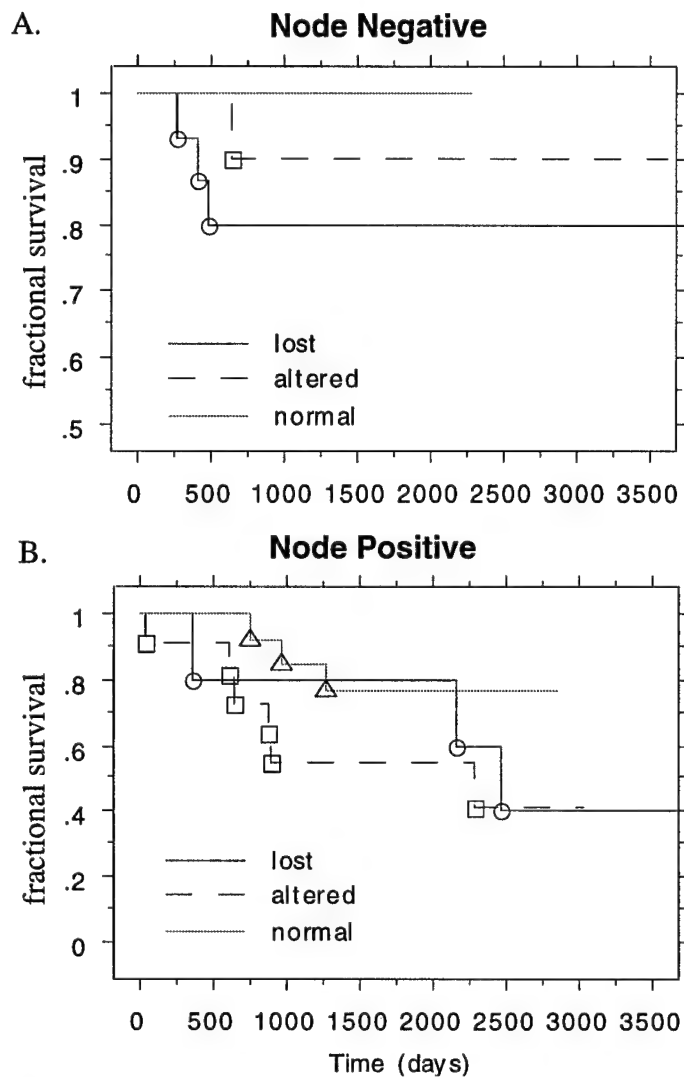 A.
Node Negative
fractional survival
1
.9
.8
.7
.6
.5
lost
altered
normal
0 500 1000 1500 2000 2500 3000 3500
B.
Node Positive
fractional survival
1
.8
.6
.4
.2
0
lost
altered
normal
0 500 1000 1500 2000 2500 3000 3500
Time (days)